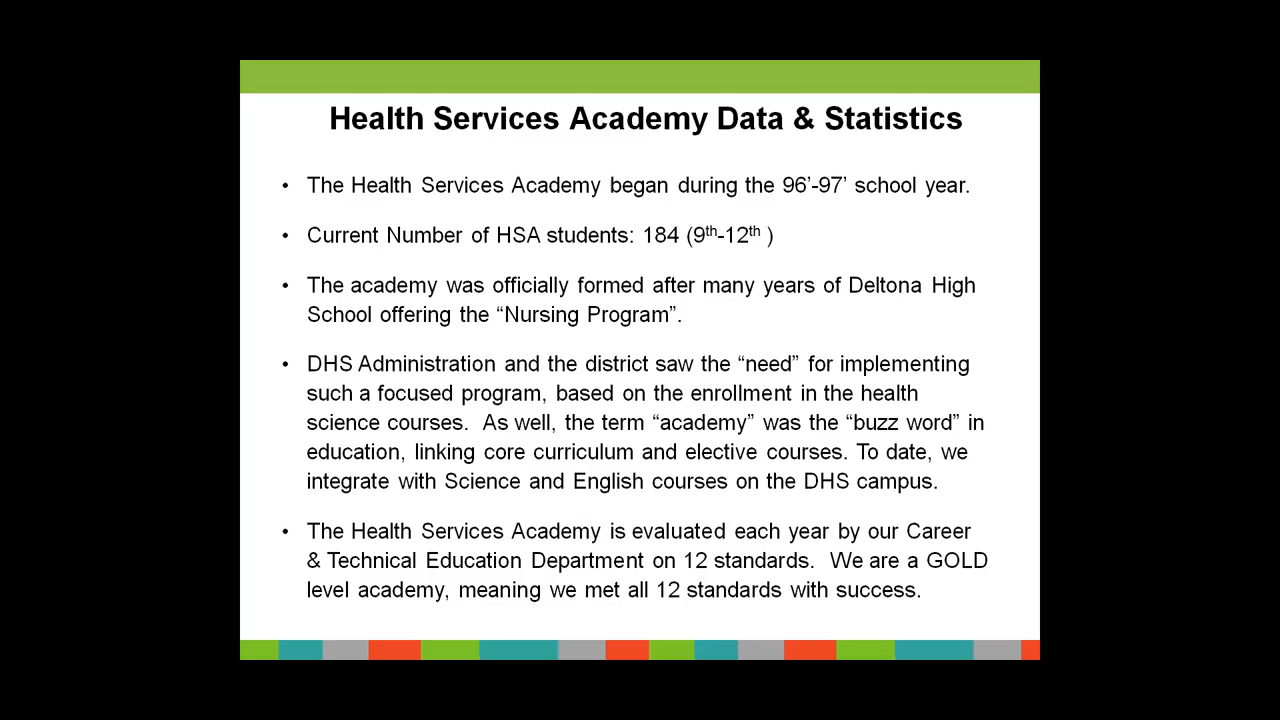 Health Services Academy Data & Statistics
• The Health Services Academy began during the 96’-97’ school year.
• Current Number of HSA students: 184 (9th-12th )
• The academy was officially formed after many years of Deltona High
School offering the “Nursing Program”.
• DHS Administration and the district saw the “need” for implementing
such a focused program, based on the enrollment in the health
science courses.  As well, the term “academy” was the “buzz word” in
education, linking core curriculum and elective courses. To date, we
integrate with Science and English courses on the DHS campus.
• The Health Services Academy is evaluated each year by our Career
& Technical Education Department on 12 standards.  We are a GOLD
level academy, meaning we met all 12 standards with success.